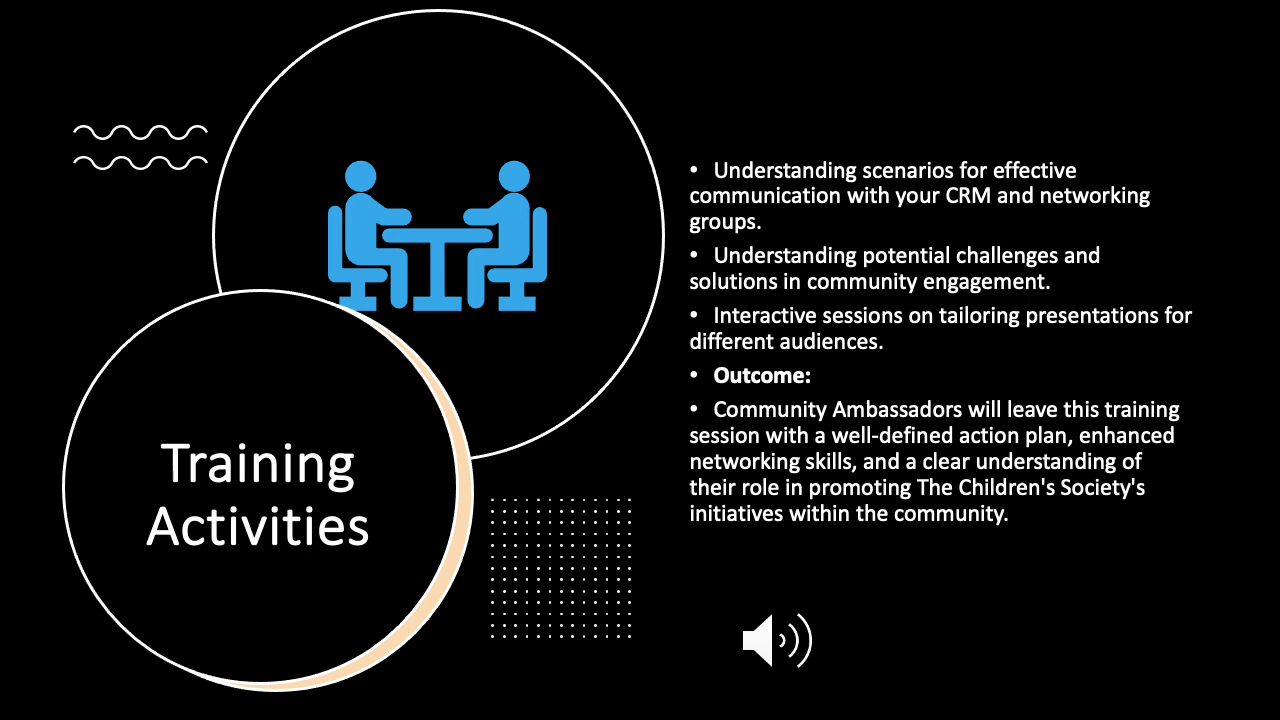 Training
Activities
• Understanding scenarios for effective
communication with your CRM and networking
groups.
• Understanding potential challenges and
solutions in community engagement.
• Interactive sessions on tailoring presentations for
different audiences.
• Outcome:
• Community Ambassadors will leave this training
session with a well-defined action plan, enhanced
networking skills, and a clear understanding of
their role in promoting The Children's Society's
initiatives within the community.